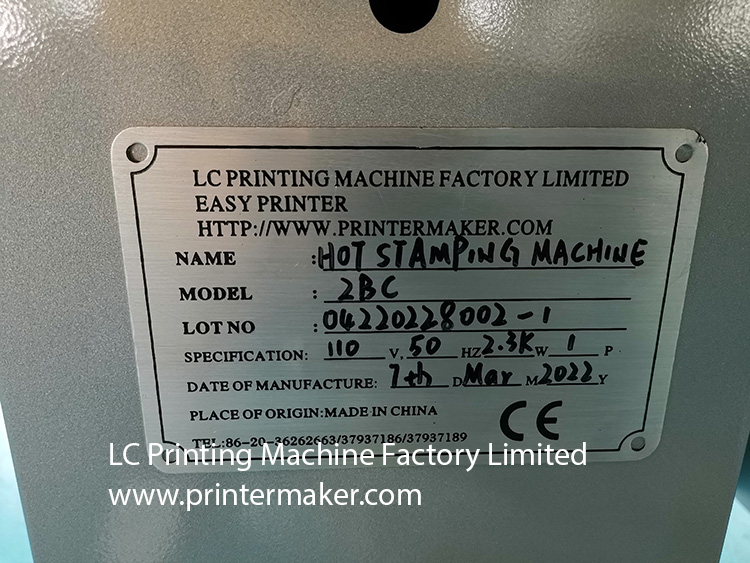 LC PRINTING MACHINE FACTORY LIMITED
EASY PRINTER
HTTP://WWW.PRINTERMAKER.COM
NAME :HOT STAMPING MACHINE
MODEL : 2BC
LOT NO : 04220228002-1
SPECIFICATION: 110 V, 50 HZ 2.3K W 1 P
DATE OF MANUFACTURE: 7th D Mar M 2022 Y
PLACE OF ORIGIN:MADE IN CHINA
CE
TEL:86-20-36262663/37937186/37937189
LC Printing Machine Factory Limited
www.printermaker.com